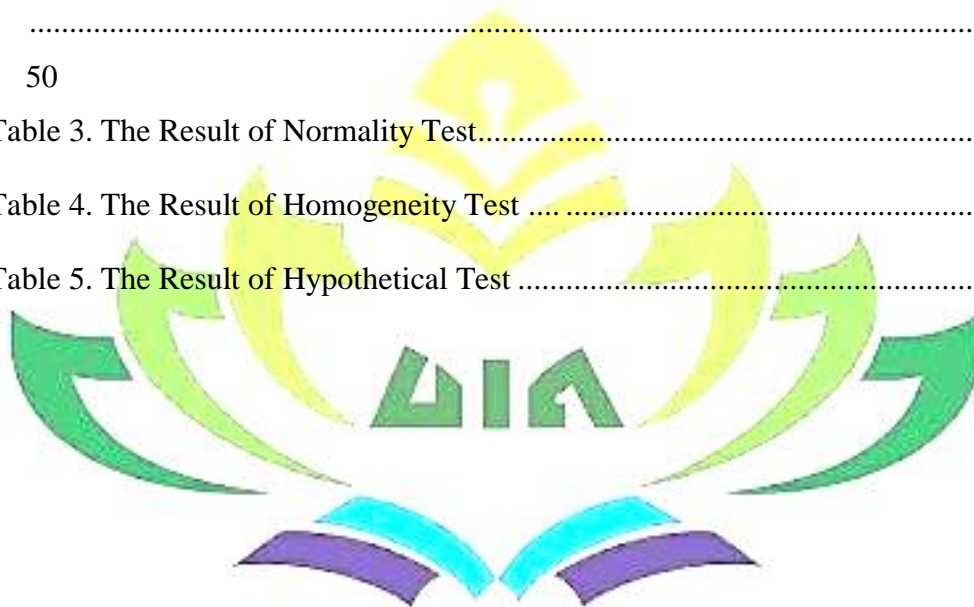 ....................................................................................................................
50
Table 3. The Result of Normality Test..............................................................
Table 4. The Result of Homogeneity Test .... ...................................................
Table 5. The Result of Hypothetical Test .........................................................
UIN